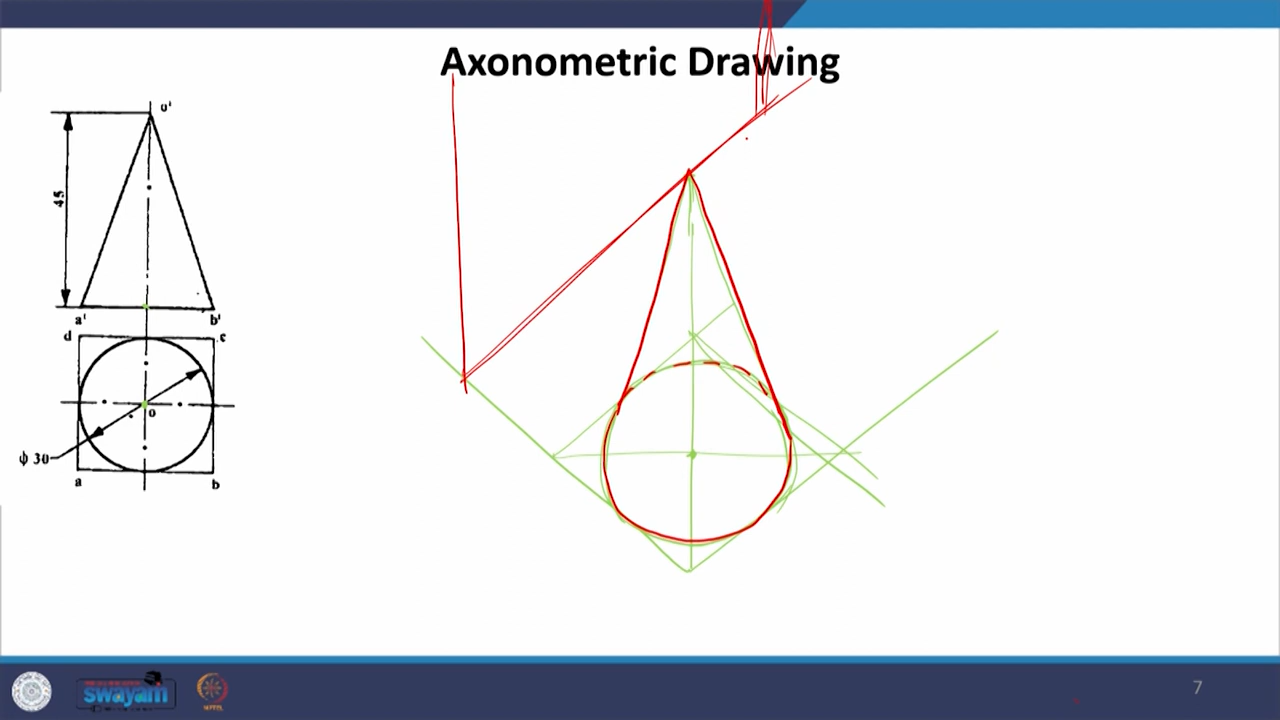 Axonometric Drawing
o'
45
a'
b'
d
c
o
ϕ 30
a
b
swayam
7